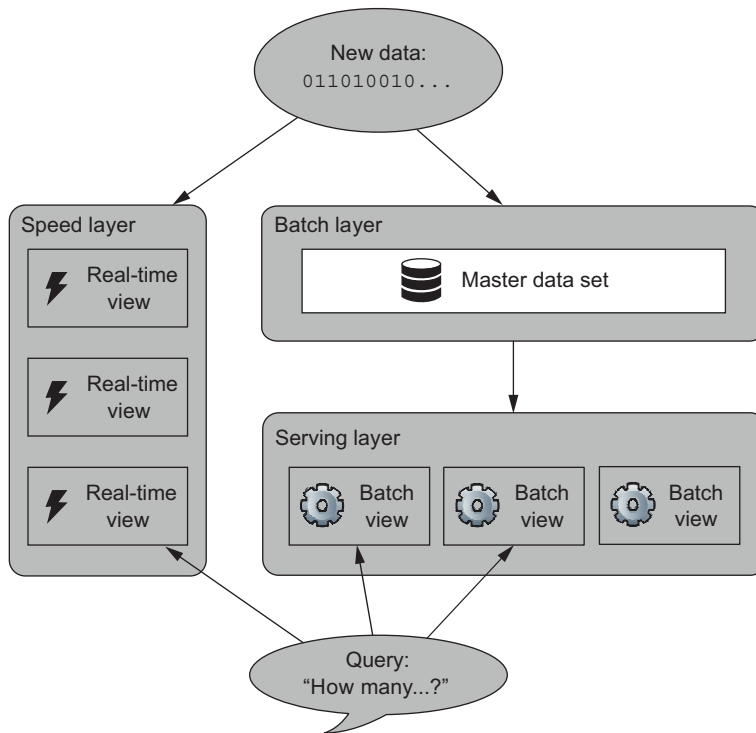 New data:
011010010...
Speed layer
Real-time
view
Real-time
view
Real-time
view
Batch layer
Master data set
Serving layer
Batch
view
Batch
view
Batch
view
Query:
“How many...?”